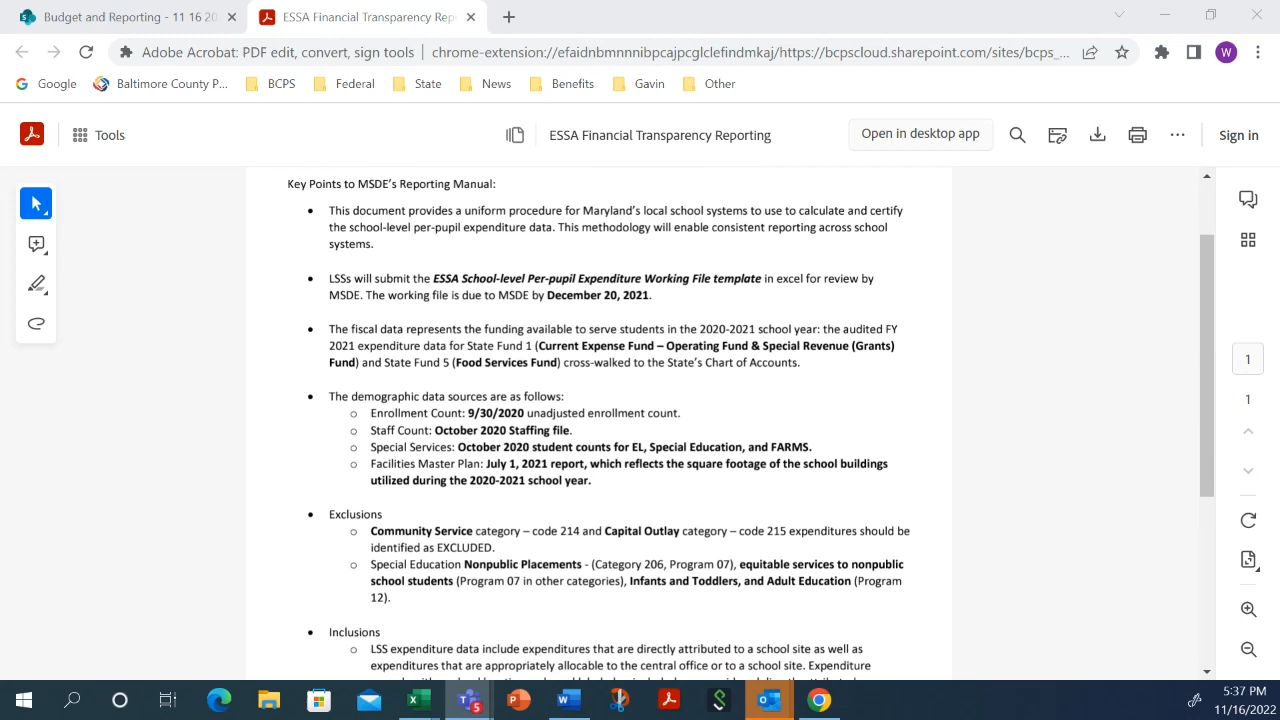 Budget and Reporting - 11 16 20
ESSA Financial Transparency Rep
Adobe Acrobat: PDF edit, convert, sign tools | chrome-extension://efaidnbmnnnibpcajpcglclefindmkaj/https://bcpscloud.sharepoint.com/sites/bcps_...
W
Google Baltimore County P... BCPS Federal State News Benefits Gavin Other
Tools ESSA Financial Transparency Reporting Open in desktop app Sign in
Key Points to MSDE's Reporting Manual:
• This document provides a uniform procedure for Maryland's local school systems to use to calculate and certify
the school-level per-pupil expenditure data. This methodology will enable consistent reporting across school
systems.
• LSSs will submit the ESSA School-level Per-pupil Expenditure Working File template in excel for review by
MSDE. The working file is due to MSDE by December 20, 2021.
• The fiscal data represents the funding available to serve students in the 2020-2021 school year: the audited FY
2021 expenditure data for State Fund 1 (Current Expense Fund – Operating Fund & Special Revenue (Grants)
Fund) and State Fund 5 (Food Services Fund) cross-walked to the State's Chart of Accounts.
• The demographic data sources are as follows:
o Enrollment Count: 9/30/2020 unadjusted enrollment count.
o Staff Count: October 2020 Staffing file.
o Special Services: October 2020 student counts for EL, Special Education, and FARMS.
o Facilities Master Plan: July 1, 2021 report, which reflects the square footage of the school buildings
utilized during the 2020-2021 school year.
• Exclusions
o Community Service category – code 214 and Capital Outlay category – code 215 expenditures should be
identified as EXCLUDED.
o Special Education Nonpublic Placements - (Category 206, Program 07), equitable services to nonpublic
school students (Program 07 in other categories), Infants and Toddlers, and Adult Education (Program
12).
• Inclusions
o LSS expenditure data include expenditures that are directly attributed to a school site as well as
expenditures that are appropriately allocable to the central office or to a school site. Expenditure
1
1
5:37 PM
11/16/2022